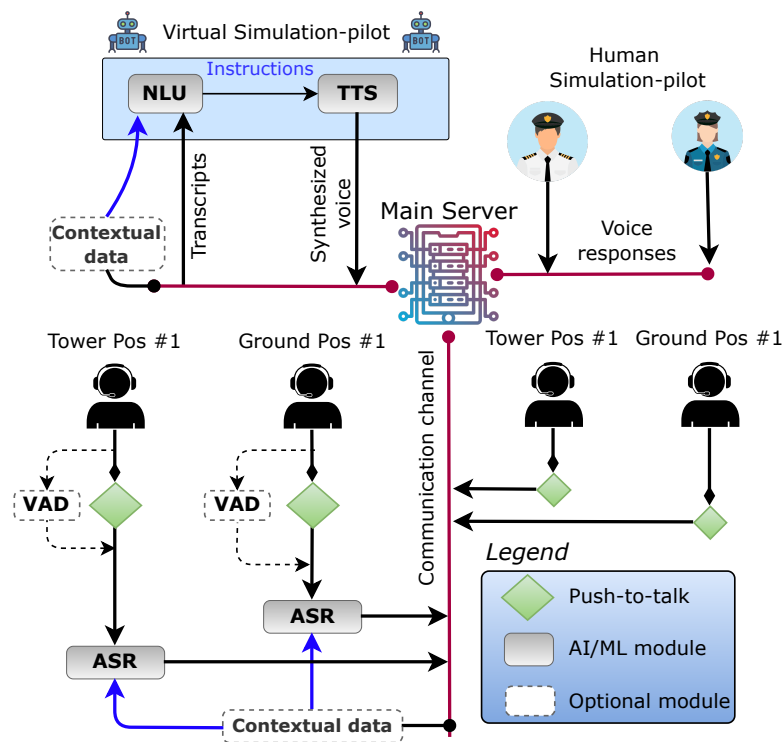 Virtual Simulation-pilot
BOT
BOT
Instructions
NLU
TTS
Human
Simulation-pilot
Contextual
data
Transcripts
Synthesized
voice
Main Server
Voice
responses
Tower Pos #1
Ground Pos #1
Tower Pos #1
Ground Pos #1
VAD
VAD
Communication channel
ASR
ASR
Contextual data
Legend
Push-to-talk
AI/ML module
Optional module